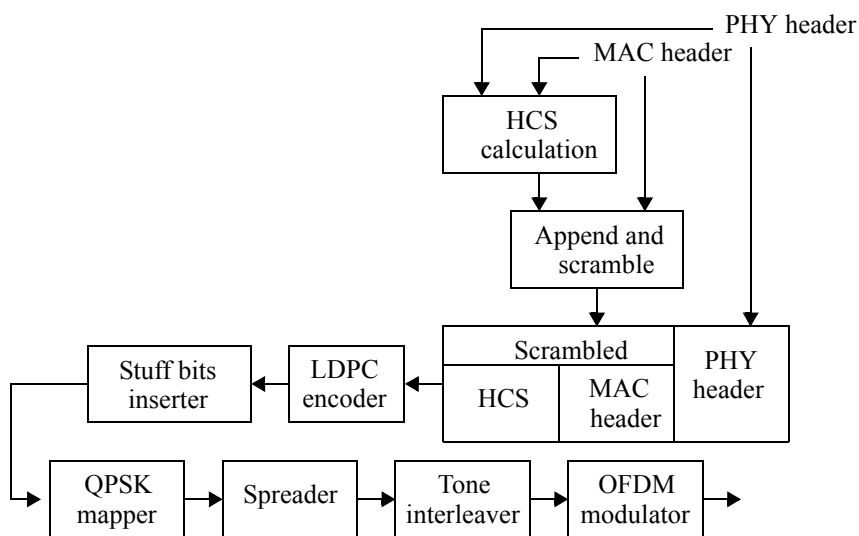 PHY header
MAC header
HCS
calculation
Append and
scramble
Scrambled
HCS
MAC
header
PHY
header
LDPC
encoder
Stuff bits
inserter
QPSK
mapper
Spreader
Tone
interleaver
OFDM
modulator